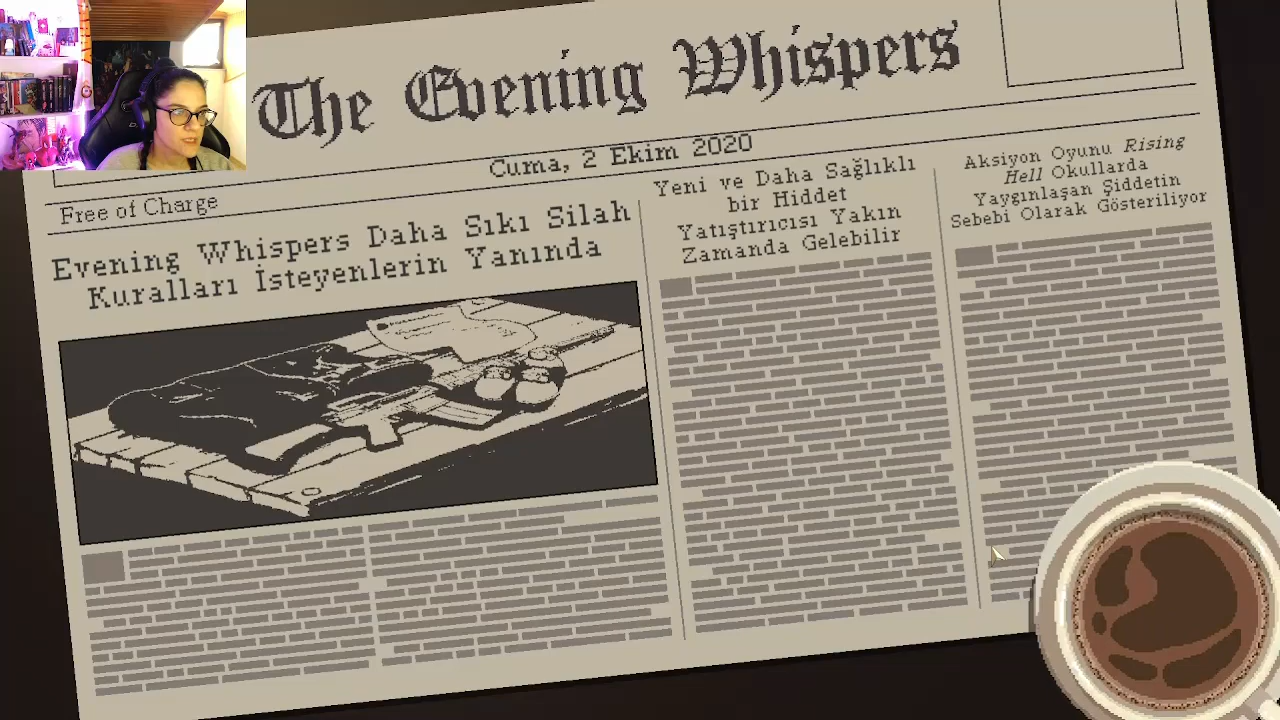 The Evening Whispers
Cuma, 2 Ekim 2020
Free of Charge
Evening Whispers Daha Sıkı Silah
Kuralları İsteyenlerin Yanında
Yeni ve Daha Sağlıklı
bir Hiddet
Yatıştırıcısı Yakın
Zamanda Gelebilir
Aksiyon Oyunu Rising
Hell Okullarda
Yaygınlaşan Şiddetin
Sebebi Olarak Gösteriliyor